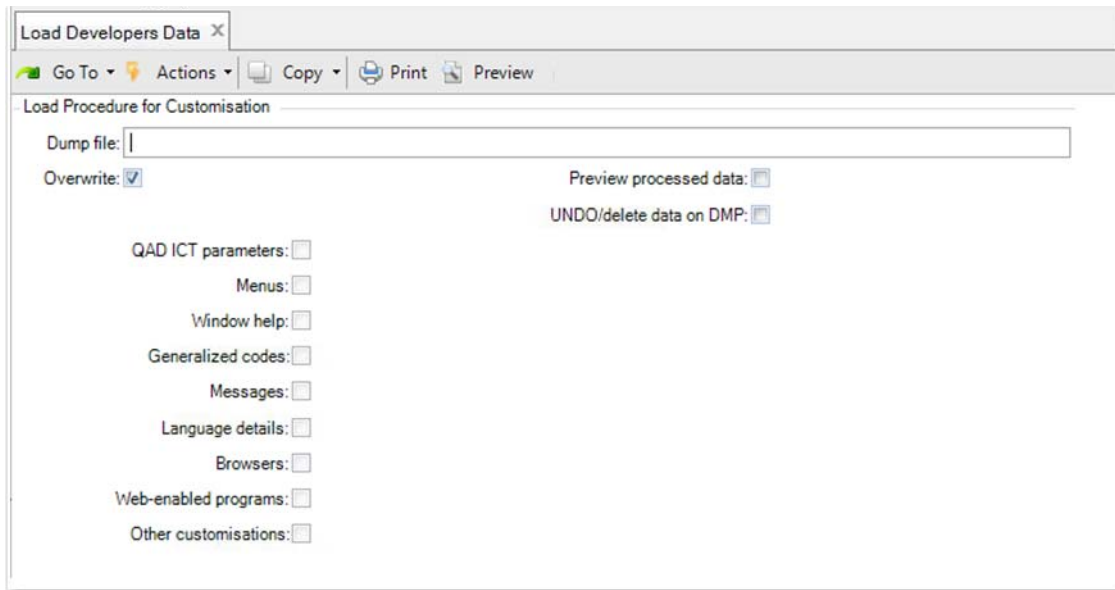 Load Developers Data
Go To Actions Copy Print Preview
Load Procedure for Customisation
Dump file:
Overwrite: Preview processed data:
UNDO/delete data on DMP:
QAD ICT parameters:
Menus:
Window help:
Generalized codes:
Messages:
Language details:
Browsers:
Web-enabled programs:
Other customisations: